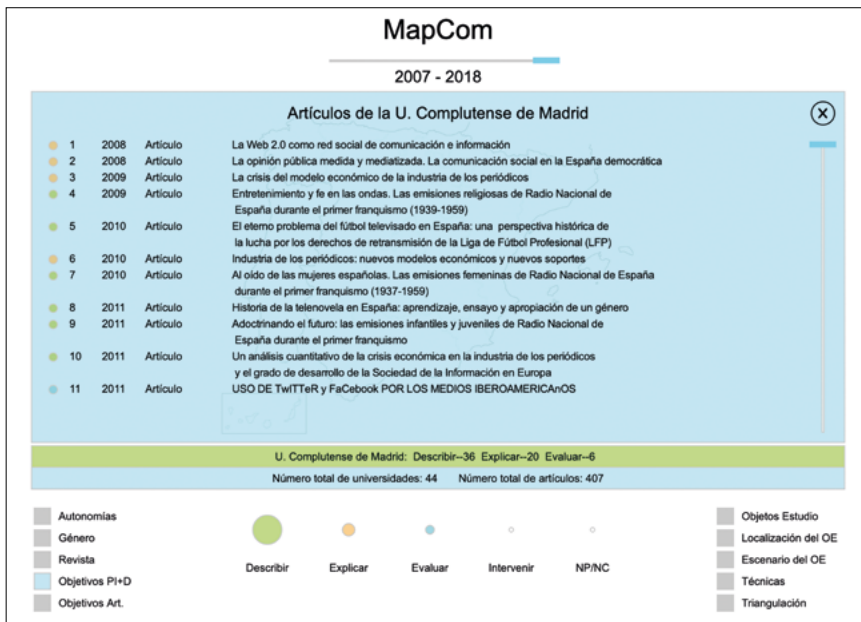 MapCom
2007 - 2018
Artículos de la U. Complutense de Madrid
X
1 2008 Artículo La Web 2.0 como red social de comunicación e información
2 2008 Artículo La opinión pública medida y mediatizada. La comunicación social en la España democrática
3 2009 Artículo La crisis del modelo económico de la industria de los periódicos
4 2009 Artículo Entretenimiento y fe en las ondas. Las emisiones religiosas de Radio Nacional de
España durante el primer franquismo (1939-1959)
5 2010 Artículo El eterno problema del fútbol televisado en España: una perspectiva histórica de
la lucha por los derechos de retransmisión de la Liga de Fútbol Profesional (LFP)
6 2010 Artículo Industria de los periódicos: nuevos modelos económicos y nuevos soportes
7 2010 Artículo Al oído de las mujeres españolas. Las emisiones femeninas de Radio Nacional de España
durante el primer franquismo (1937-1959)
8 2011 Artículo Historia de la telenovela en España: aprendizaje, ensayo y apropiación de un género
9 2011 Artículo Adoctrinando el futuro: las emisiones infantiles y juveniles de Radio Nacional de
España durante el primer franquismo
10 2011 Artículo Un análisis cuantitativo de la crisis económica en la industria de los periódicos
y el grado de desarrollo de la Sociedad de la Información en Europa
11 2011 Artículo USO DE TwITTeR y FaCebook POR LOS MEDIOS IBEROAMERICAnOS
U. Complutense de Madrid: Describir--36 Explicar--20 Evaluar--6
Número total de universidades: 44 Número total de artículos: 407
Autonomías
Género
Revista
Objetivos PI+D
Objetivos Art.
Describir Explicar Evaluar Intervenir NP/NC
Objetos Estudio
Localización del OE
Escenario del OE
Técnicas
Triangulación